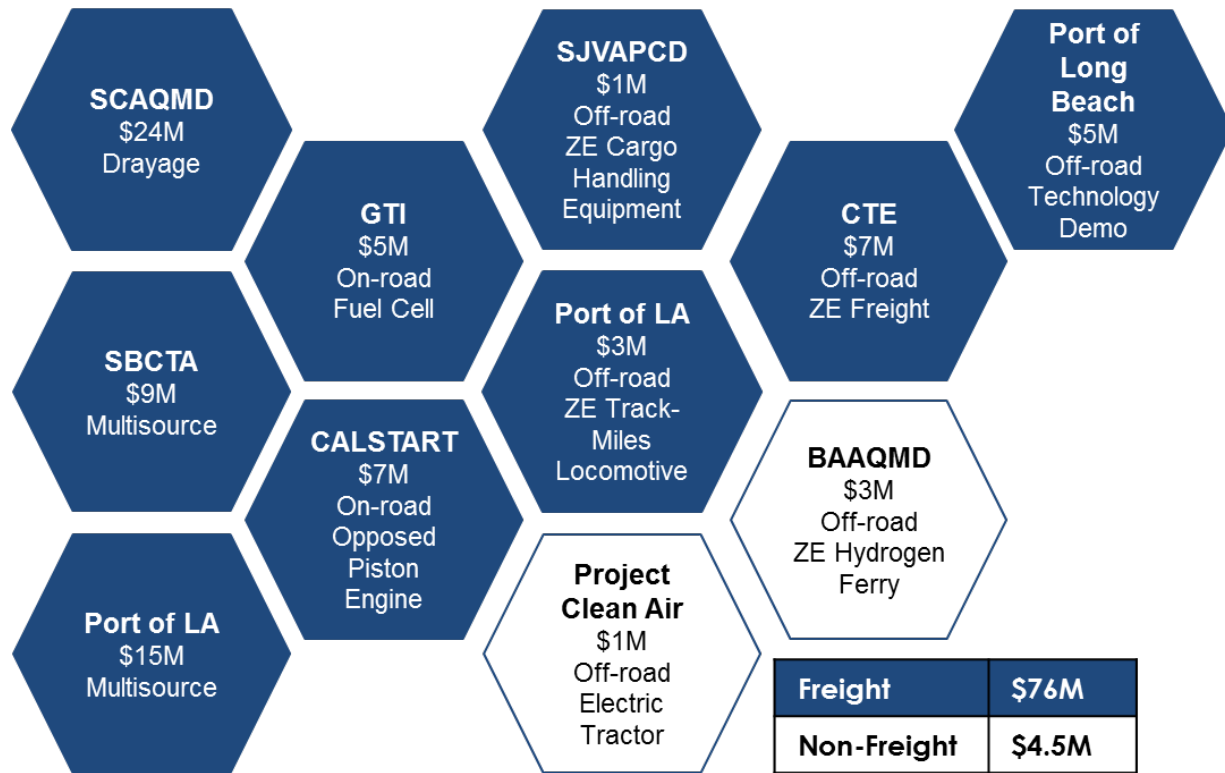 SCAQMD
$24M
Drayage
SBCTA
$9M
Multisource
Port of LA
$15M
Multisource
GTI
$5M
On-road
Fuel Cell
CALSTART
$7M
On-road
Opposed
Piston
Engine
SJVAPCD
$1M
Off-road
ZE Cargo
Handling
Equipment
Port of LA
$3M
Off-road
ZE Track-
Miles
Locomotive
Project
Clean Air
$1M
Off-road
Electric
Tractor
CTE
$7M
Off-road
ZE Freight
BAAQMD
$3M
Off-road
ZE Hydrogen
Ferry
Port of
Long
Beach
$5M
Off-road
Technology
Demo
Freight $76M
Non-Freight $4.5M